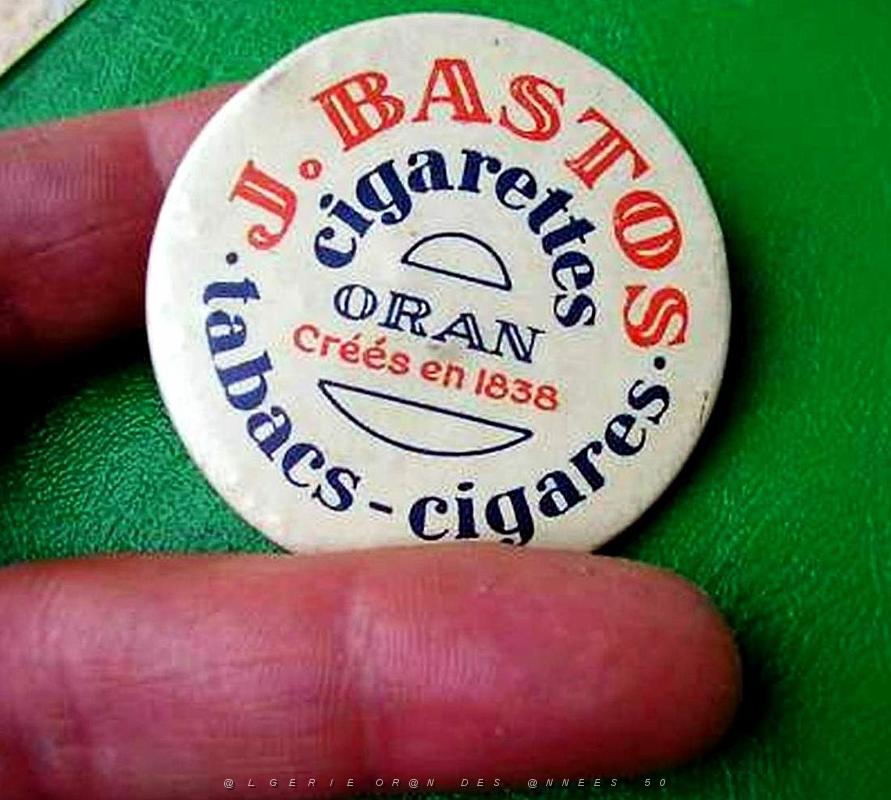 J. BASTOS
cigarettes
ORAN
Créés en 1838
·tabacs-cigares·
@LGERIE OR@N DES @NNEES 50